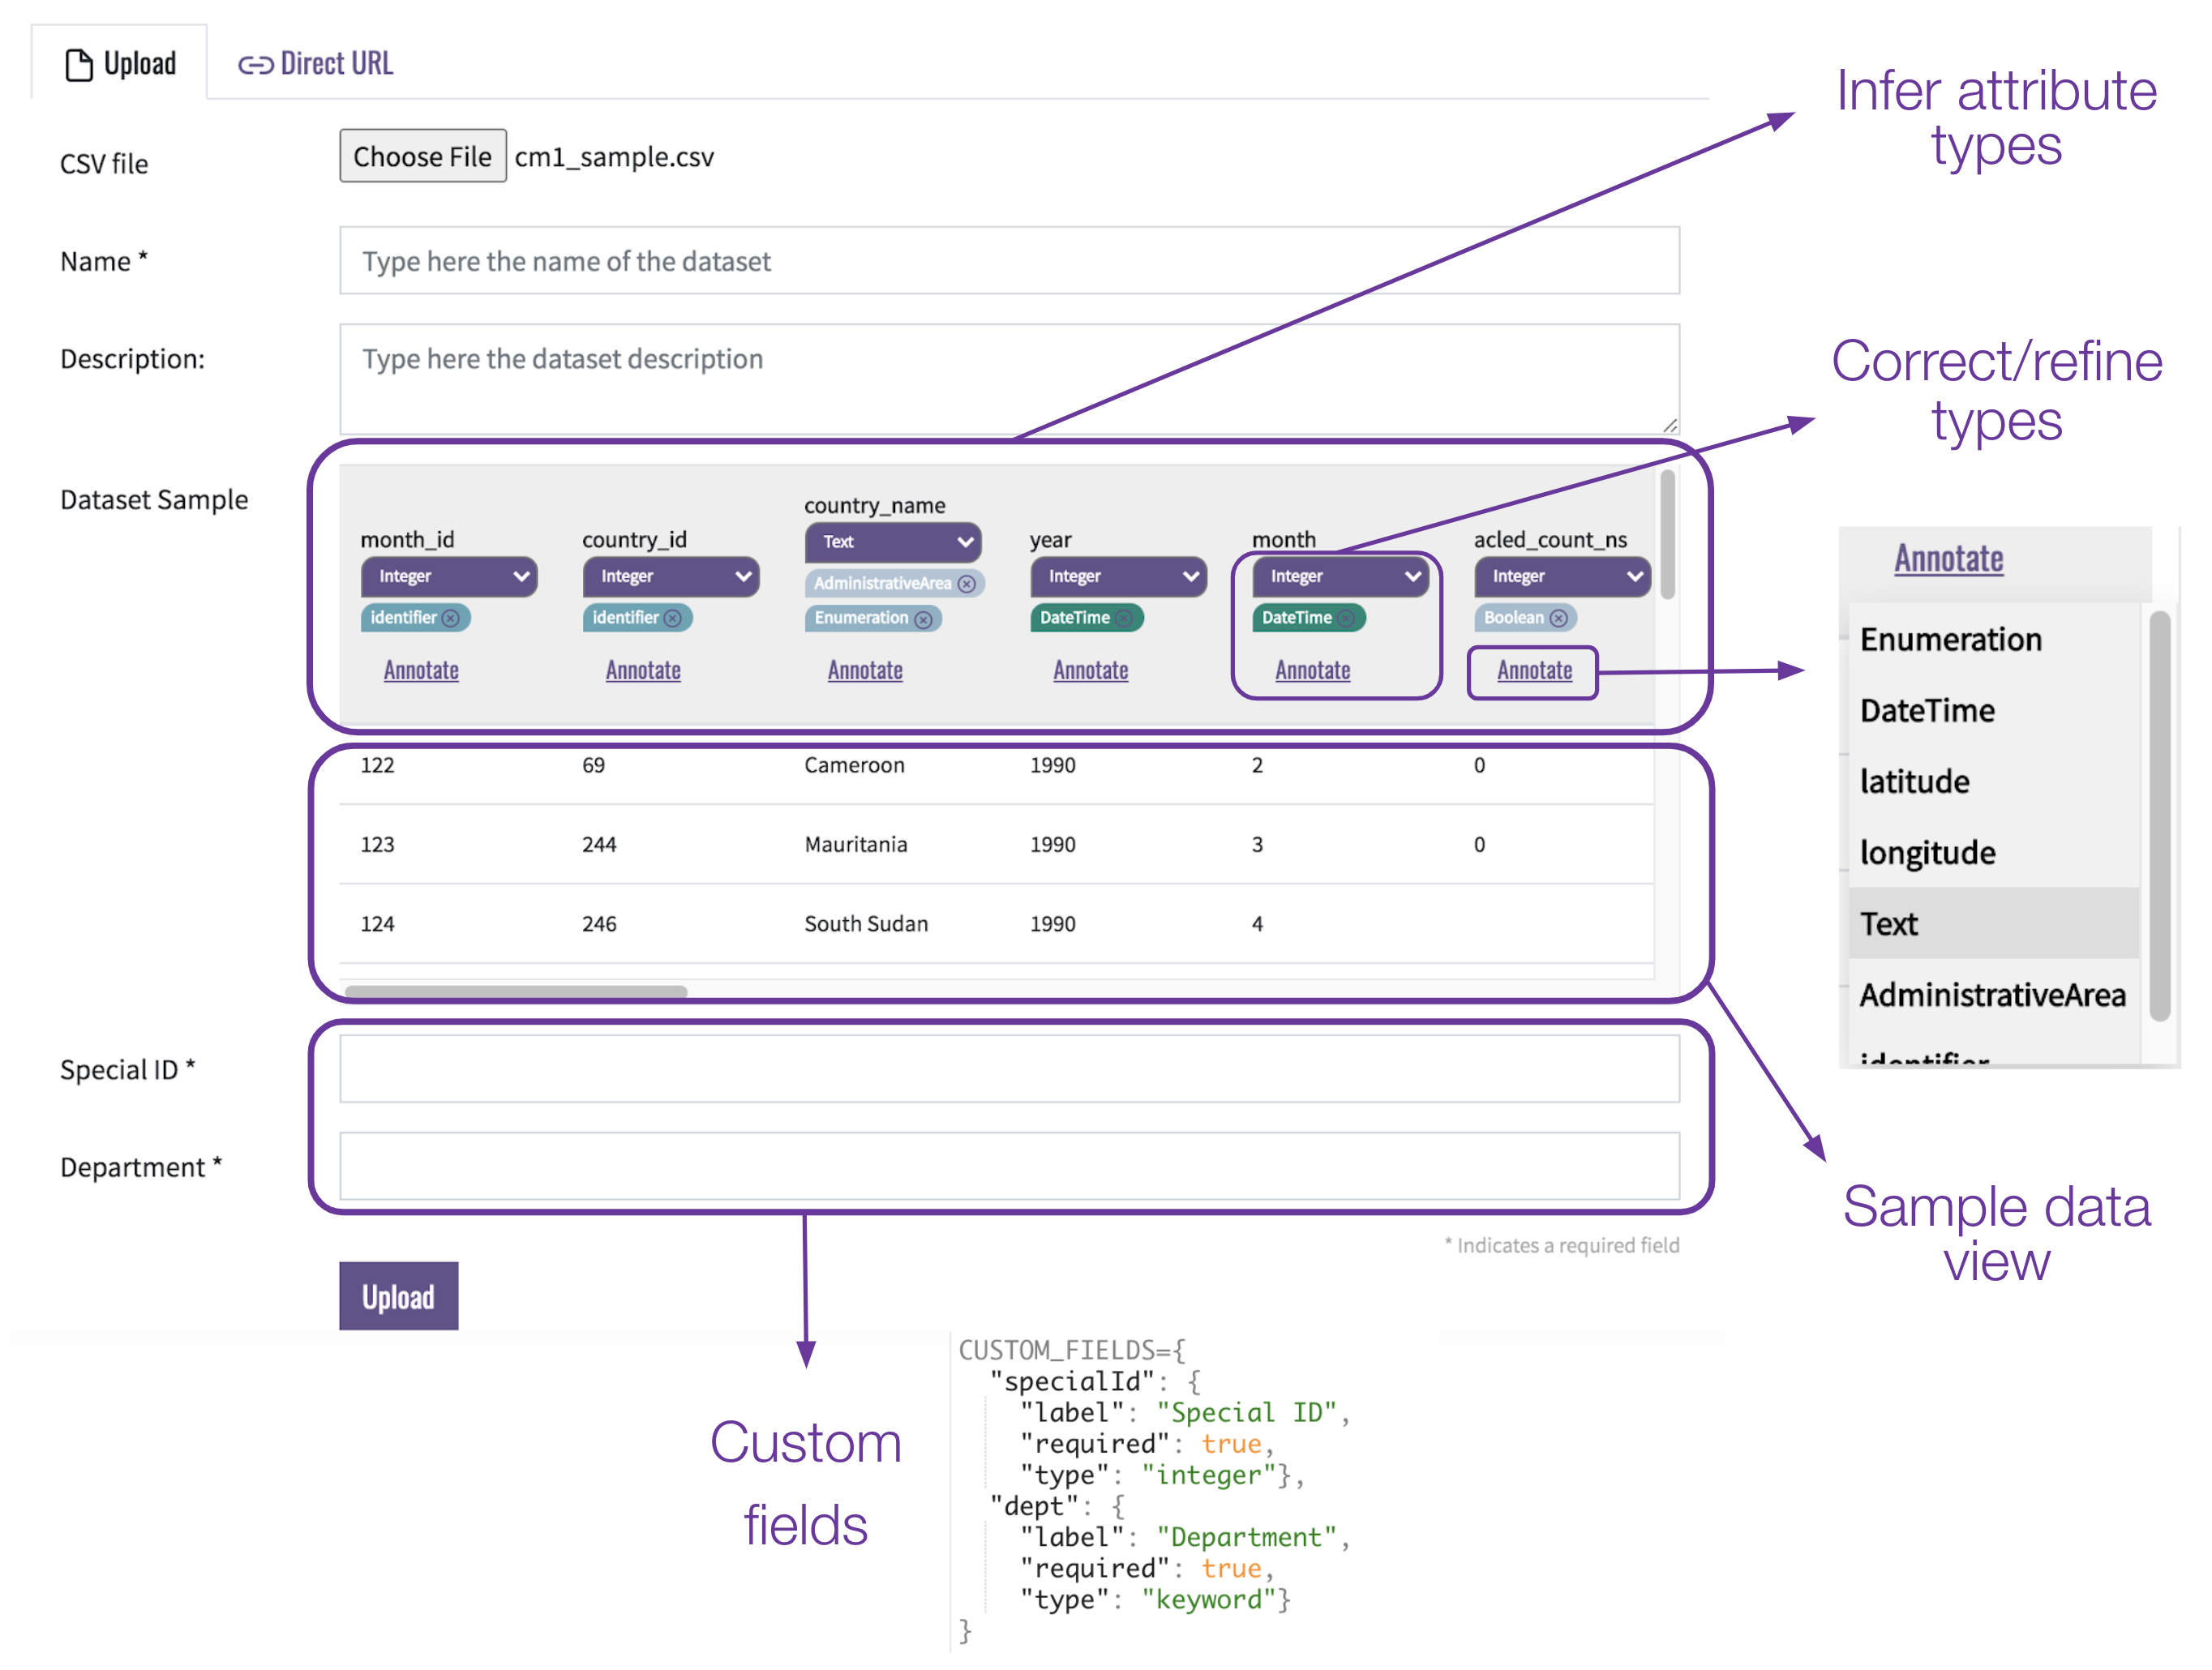 Upload
Direct URL
CSV file
Choose File cm1_sample.csv
Name *
Type here the name of the dataset
Description:
Type here the dataset description
Dataset Sample
month_id
Integer
identifier
Annotate
country_id
Integer
identifier
Annotate
country_name
Text
AdministrativeArea
Enumeration
Annotate
year
Integer
DateTime
Annotate
month
Integer
DateTime
Annotate
acled_count_ns
Integer
Boolean
Annotate
122 69 Cameroon 1990 2 0
123 244 Mauritania 1990 3 0
124 246 South Sudan 1990 4
Special ID *
Department *
* Indicates a required field
Upload
Infer attribute
types
Correct/refine
types
Annotate
Enumeration
DateTime
latitude
longitude
Text
AdministrativeArea
identifier
Sample data
view
Custom
fields
CUSTOM_FIELDS={
"specialId": {
"label": "Special ID",
"required": true,
"type": "integer"},
"dept": {
"label": "Department",
"required": true,
"type": "keyword"}
}